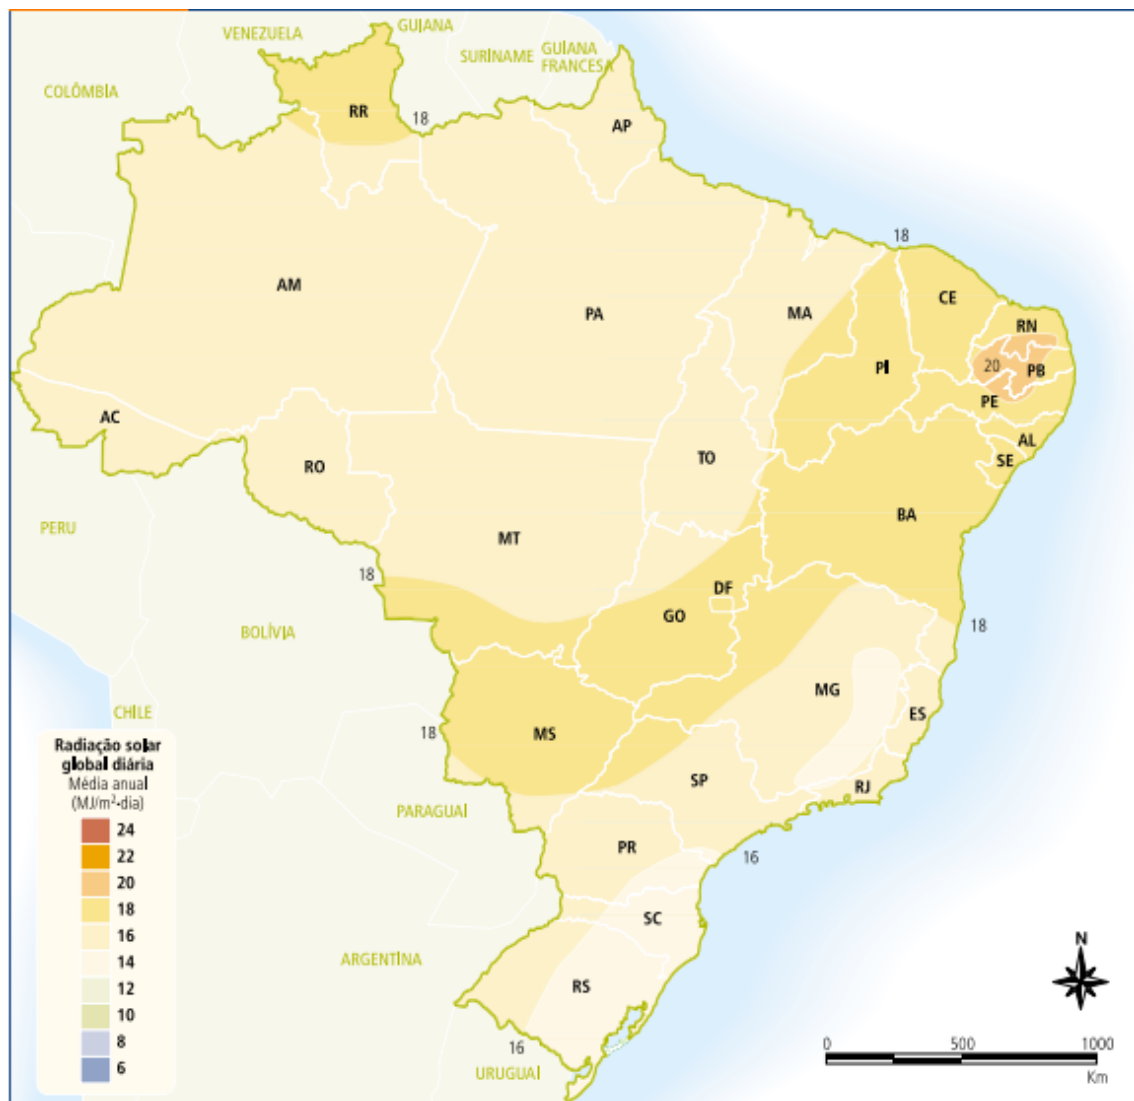 VENEZUELA
GUIANA
SURINAME
GUIANA
FRANCESA
COLÔMBIA
RR
18
AP
18
AM
PA
MA
CE
RN
PI
20
PB
PE
AC
AL
RO
TO
SE
PERU
MT
BA
18
DF
GO
BOLÍVIA
18
MG
CHILE
ES
18
MS
SP
RJ
PARAGUAI
PR
16
SC
ARGENTINA
RS
16
URUGUAI
Radiação solar
global diária
Média anual
(MJ/m²•dia)
24
22
20
18
16
14
12
10
8
6
N
0 500 1000
Km